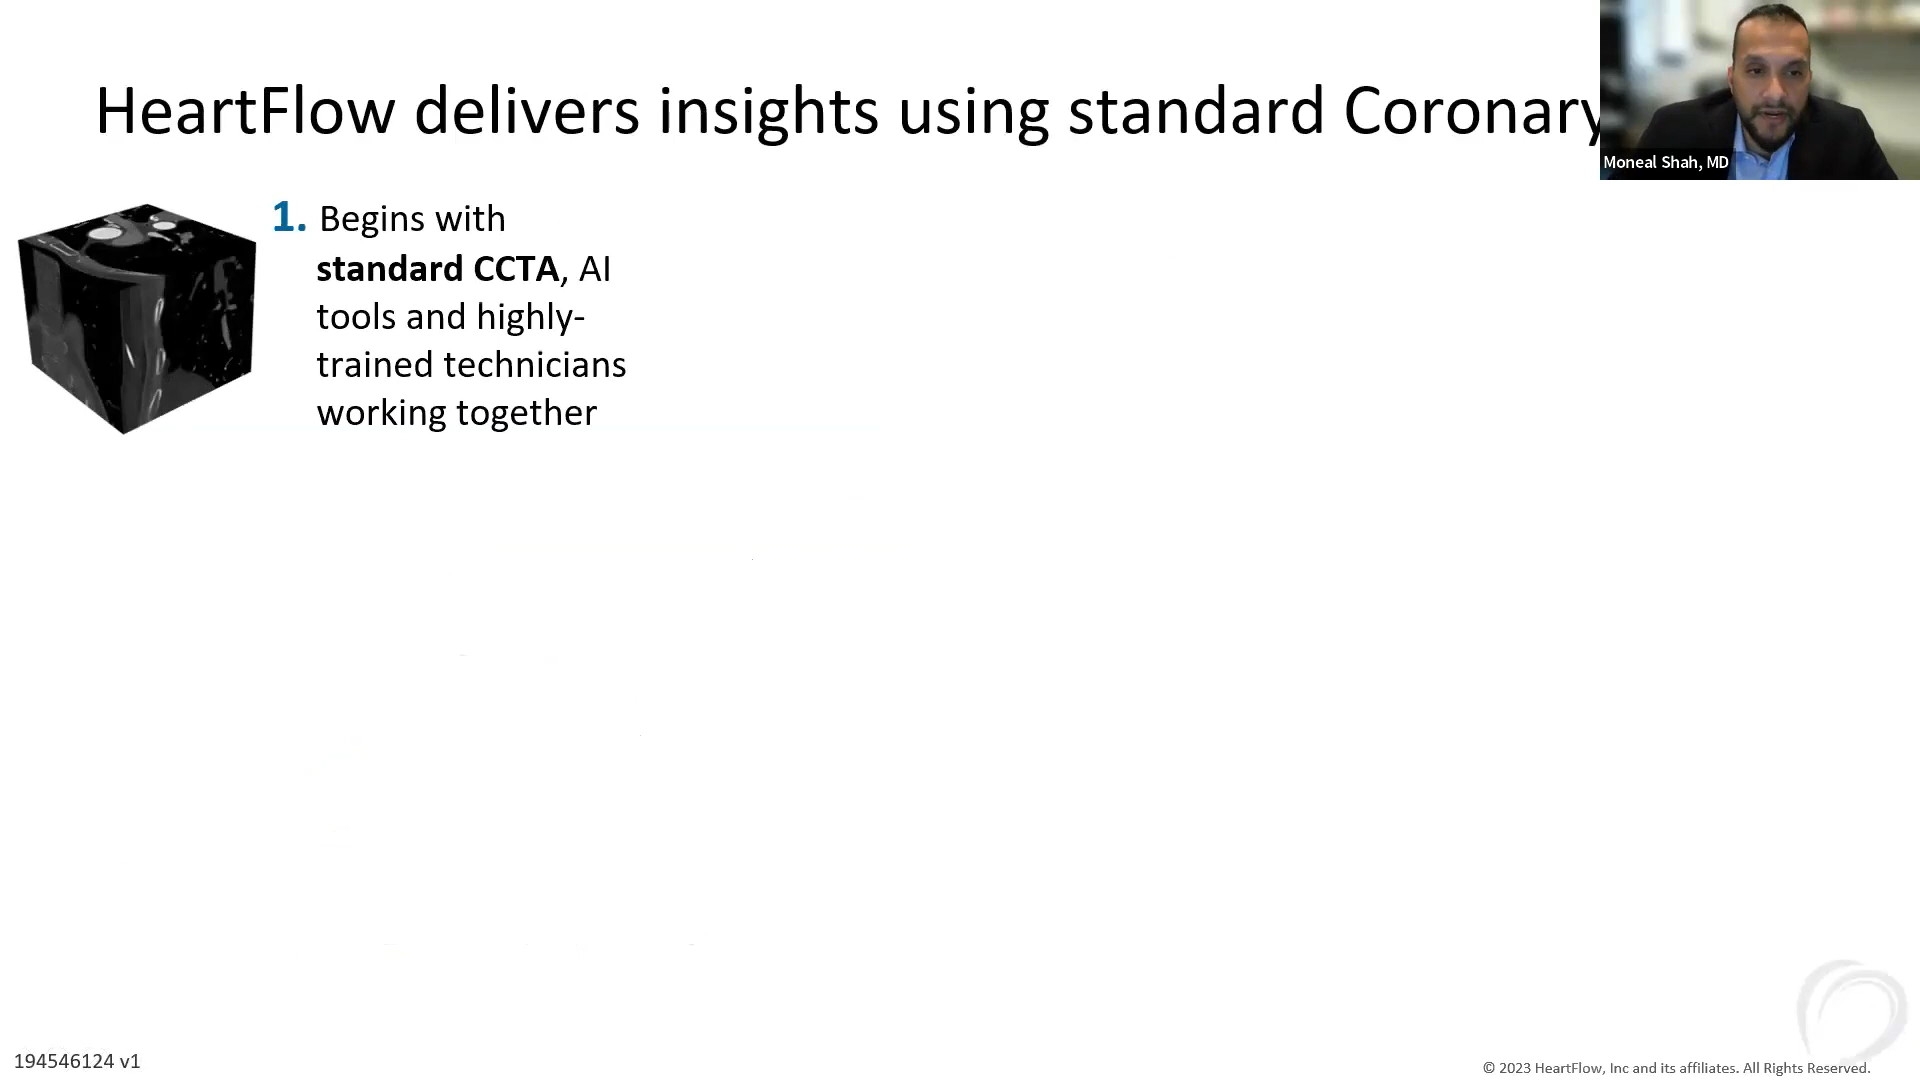 HeartFlow delivers insights using standard Coronary
Moneal Shah, MD
1. Begins with
standard CCTA, AI
tools and highly-
trained technicians
working together
194546124 v1
© 2023 HeartFlow, Inc and its affiliates. All Rights Reserved.